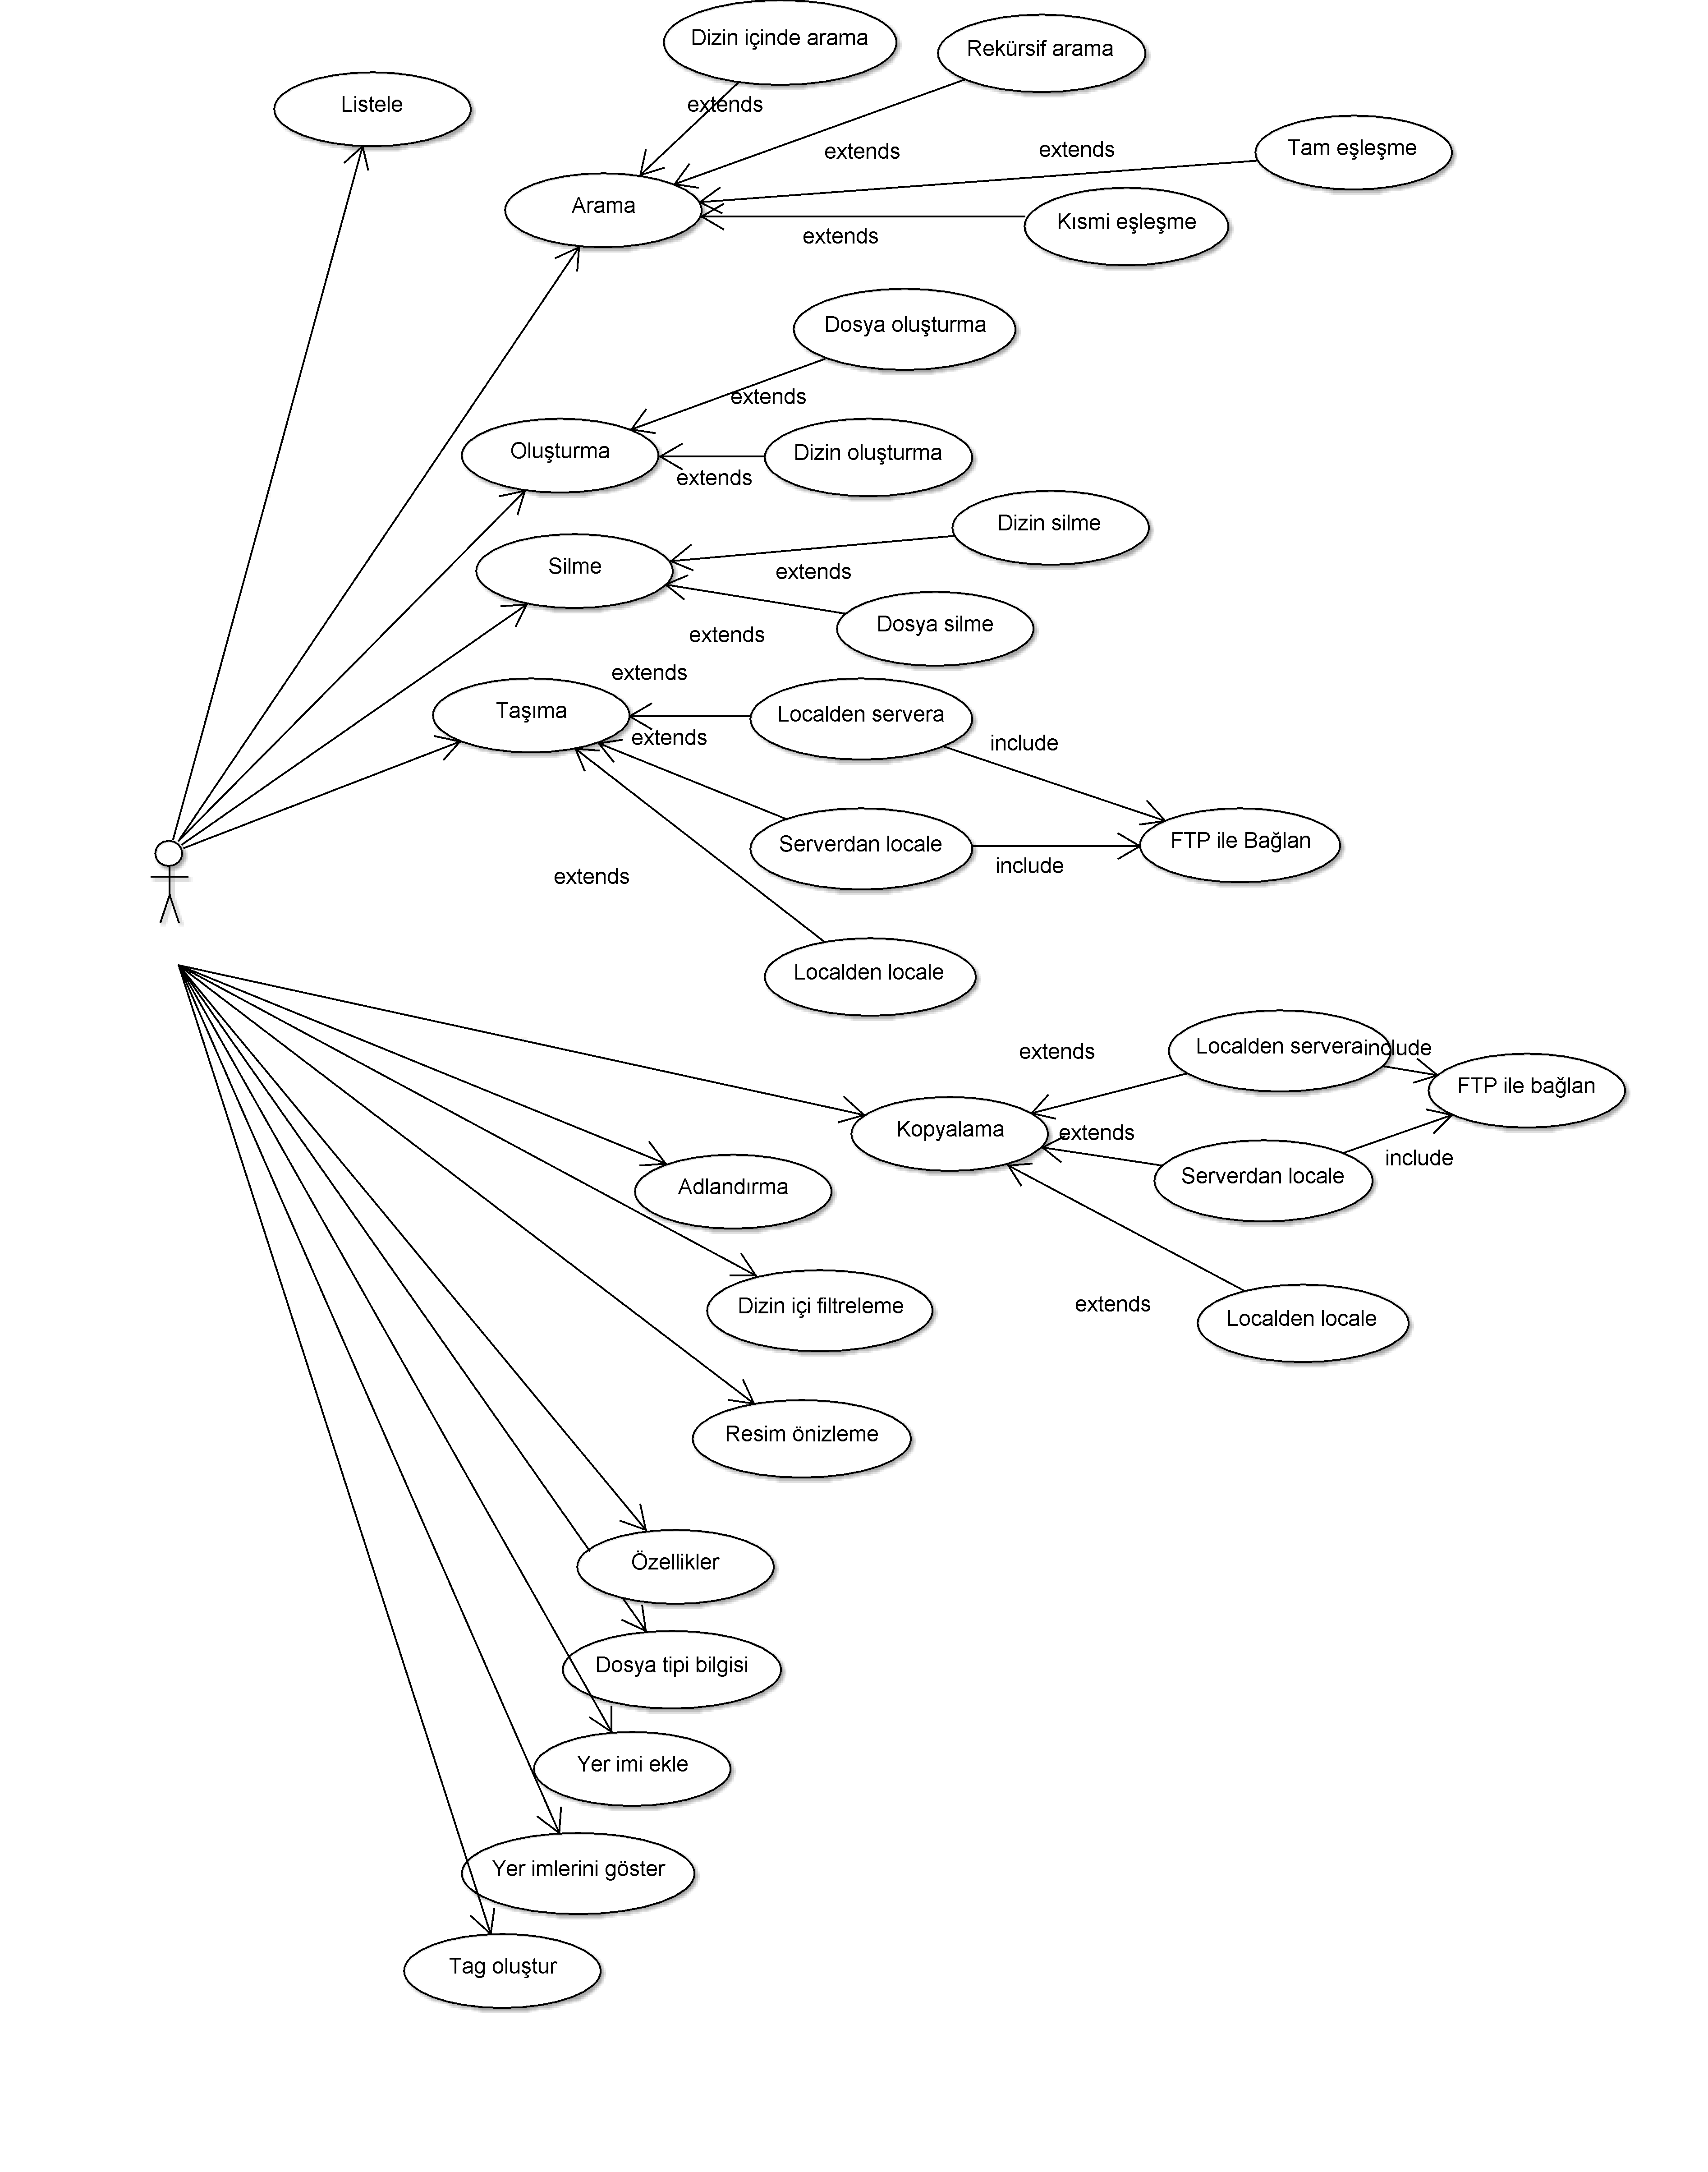 Dizin içinde arama
Rekürsif arama
Listele
extends
Tam eşleşme
extends
extends
Arama
Kısmi eşleşme
extends
Dosya oluşturma
extends
Oluşturma
Dizin oluşturma
extends
Dizin silme
Silme
extends
Dosya silme
extends
extends
Taşıma
Localden servera
extends
include
Serverdan locale
FTP ile Bağlan
include
extends
Localden locale
Localden servera
include
extends
FTP ile bağlan
Kopyalama
extends
include
Serverdan locale
Adlandırma
Dizin içi filtreleme
extends
Localden locale
Resim önizleme
Özellikler
Dosya tipi bilgisi
Yer imi ekle
Yer imlerini göster
Tag oluştur